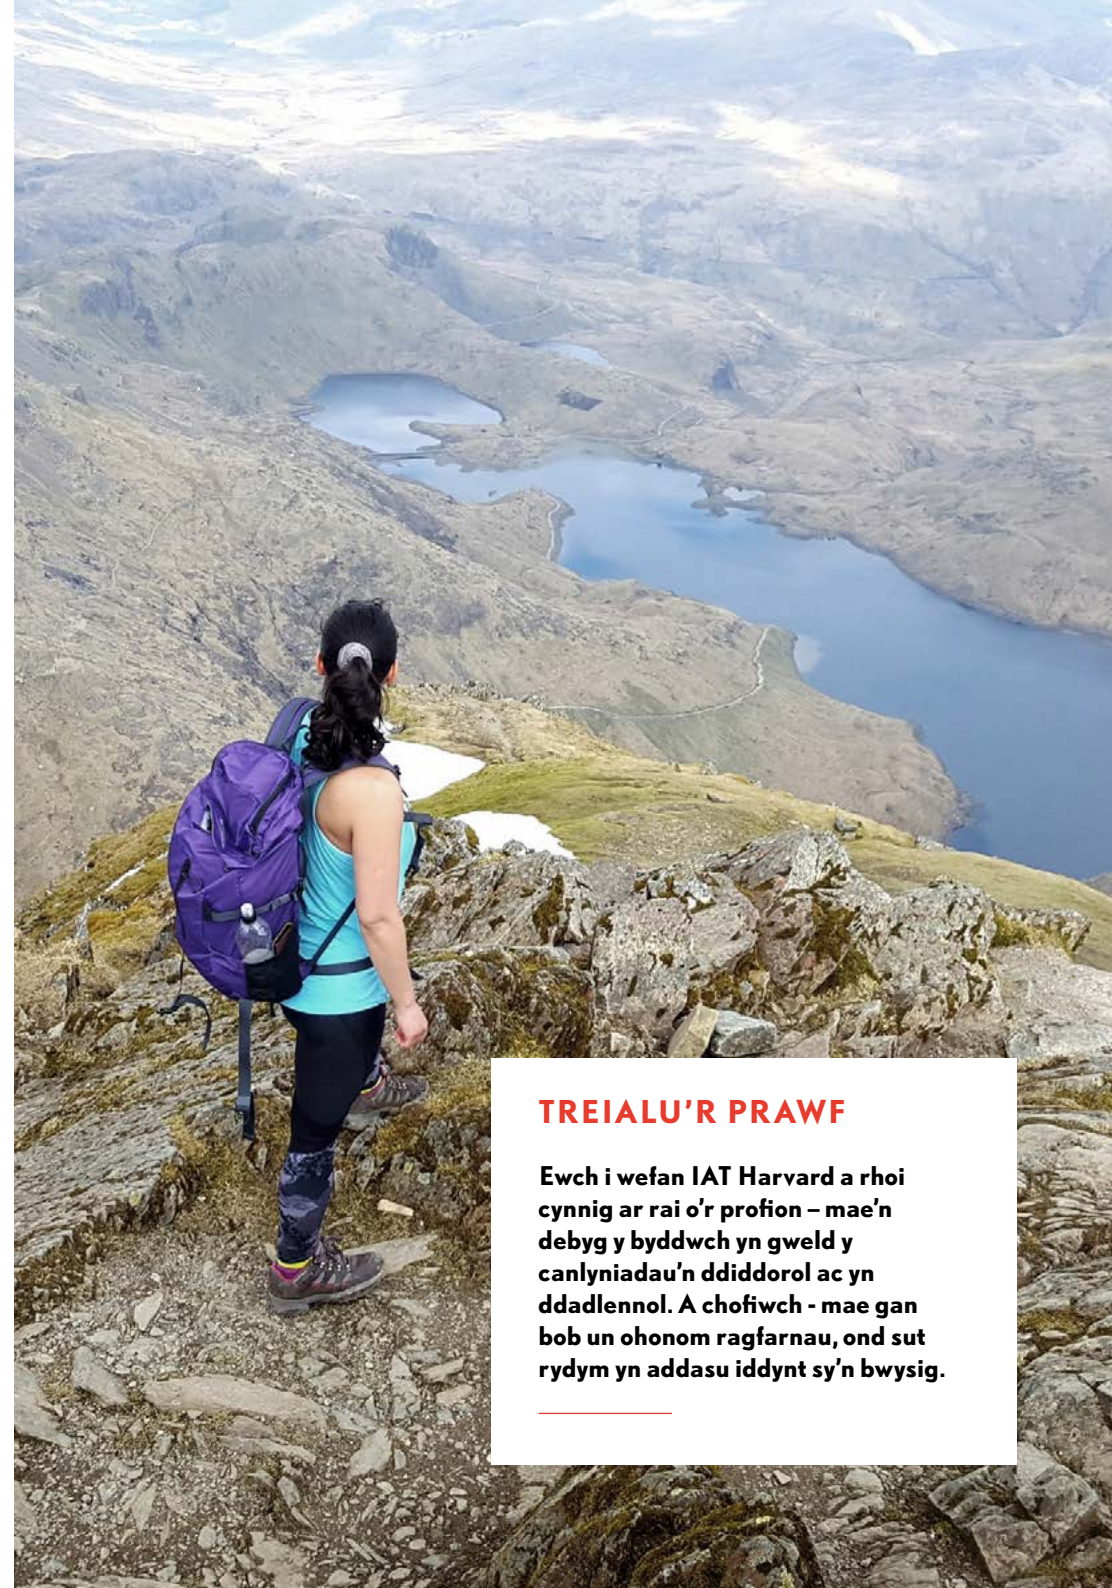 TREIALU'R PRAWF
Ewch i wefan IAT Harvard a rhoi
cynnig ar rai o'r profion – mae'n
debyg y byddwch yn gweld y
canlyniadau'n ddiddorol ac yn
ddadlennol. A chofiwch - mae gan
bob un ohonom ragfarnau, ond sut
rydym yn addasu iddynt sy'n bwysig.